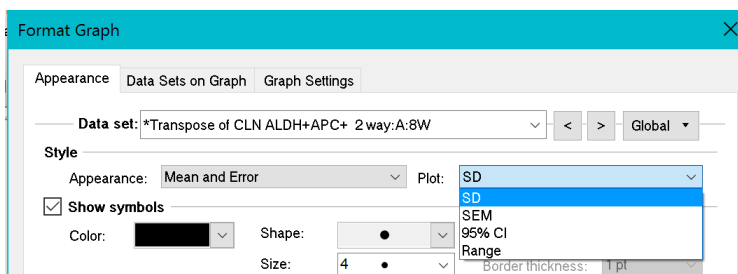 Format Graph
Appearance Data Sets on Graph Graph Settings
Data set: *Transpose of CLN ALDH+APC+ 2 way:A:8W < > Global
Style
Appearance: Mean and Error Plot: SD
SD
Show symbols SEM
Color: Shape: 95% CI
Range
Size: 4 Border thickness: 1 pt